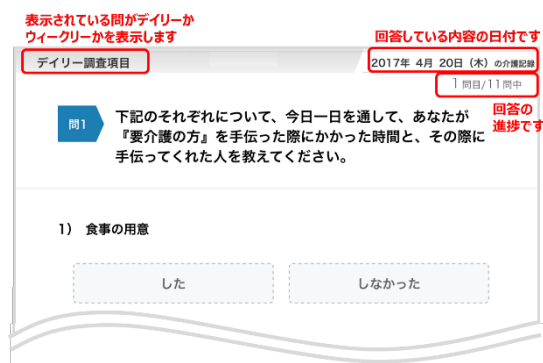 表示されている問がデイリーか
ウィークリーかを表示します
回答している内容の日付です
デイリー調査項目
2017年 4月 20日（木）の介護記録
1問目/11問中
回答の
進捗です
問1
下記のそれぞれについて、今日一日を通して、あなたが
『要介護の方』を手伝った際にかかった時間と、その際に
手伝ってくれた人を教えてください。
1） 食事の用意
した
しなかった